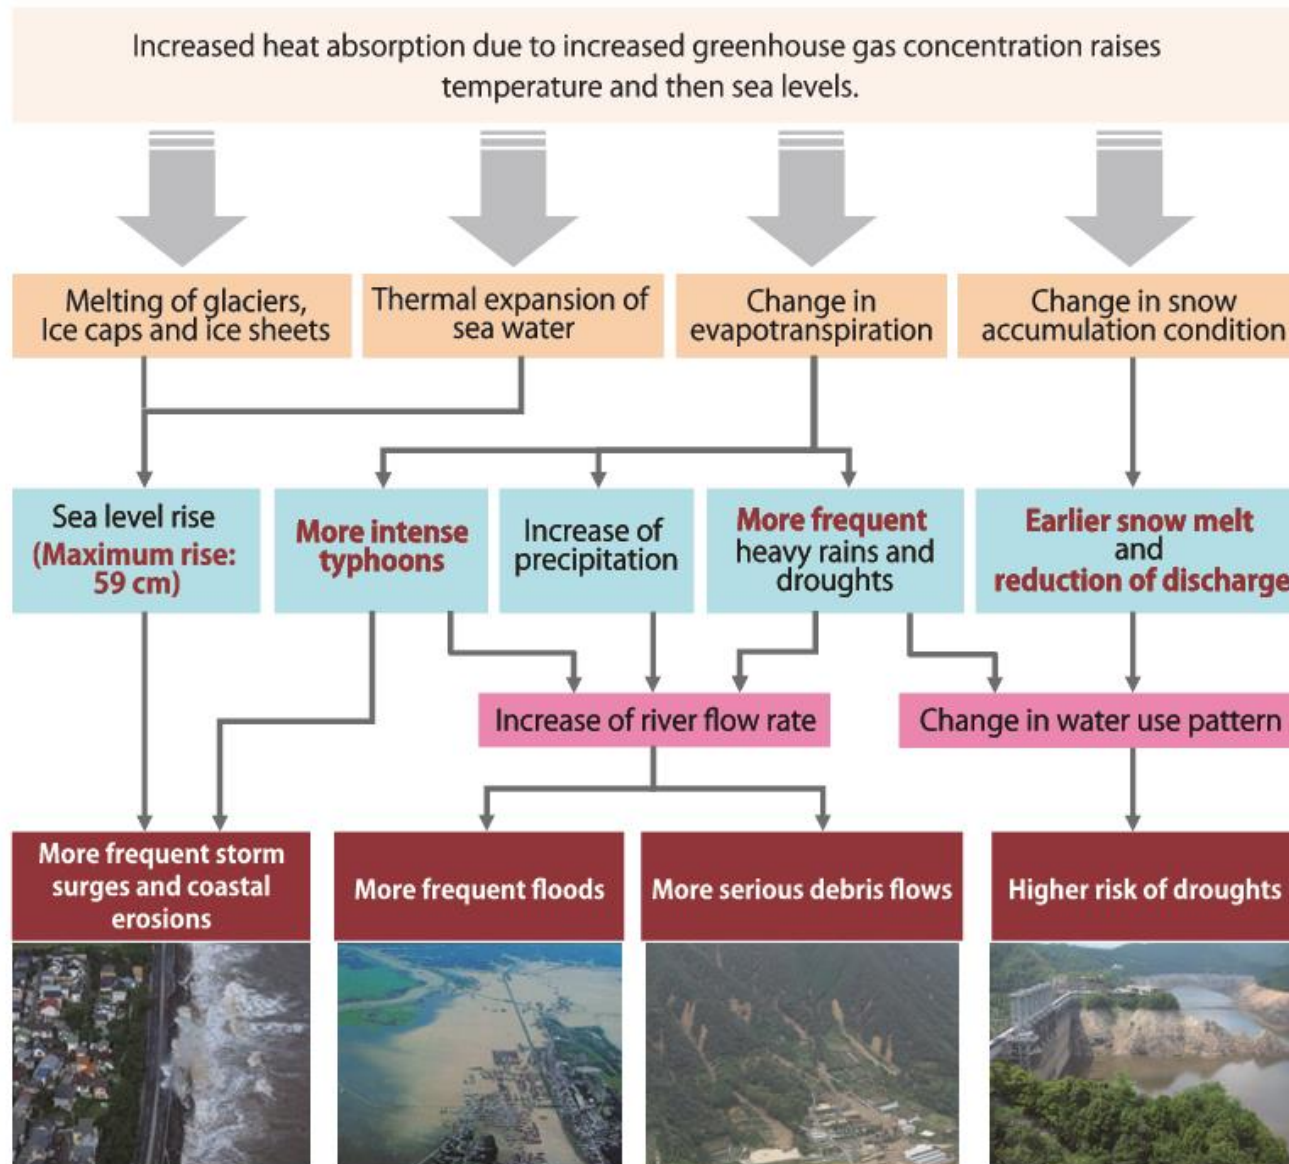 Increased heat absorption due to increased greenhouse gas concentration raises
temperature and then sea levels.
Melting of glaciers,
Ice caps and ice sheets
Thermal expansion of
sea water
Change in
evapotranspiration
Change in snow
accumulation condition
Sea level rise
(Maximum rise:
59 cm)
More intense
typhoons
Increase of
precipitation
More frequent
heavy rains and
droughts
Earlier snow melt
and
reduction of discharge
Increase of river flow rate
Change in water use pattern
More frequent storm
surges and coastal
erosions
More frequent floods
More serious debris flows
Higher risk of droughts